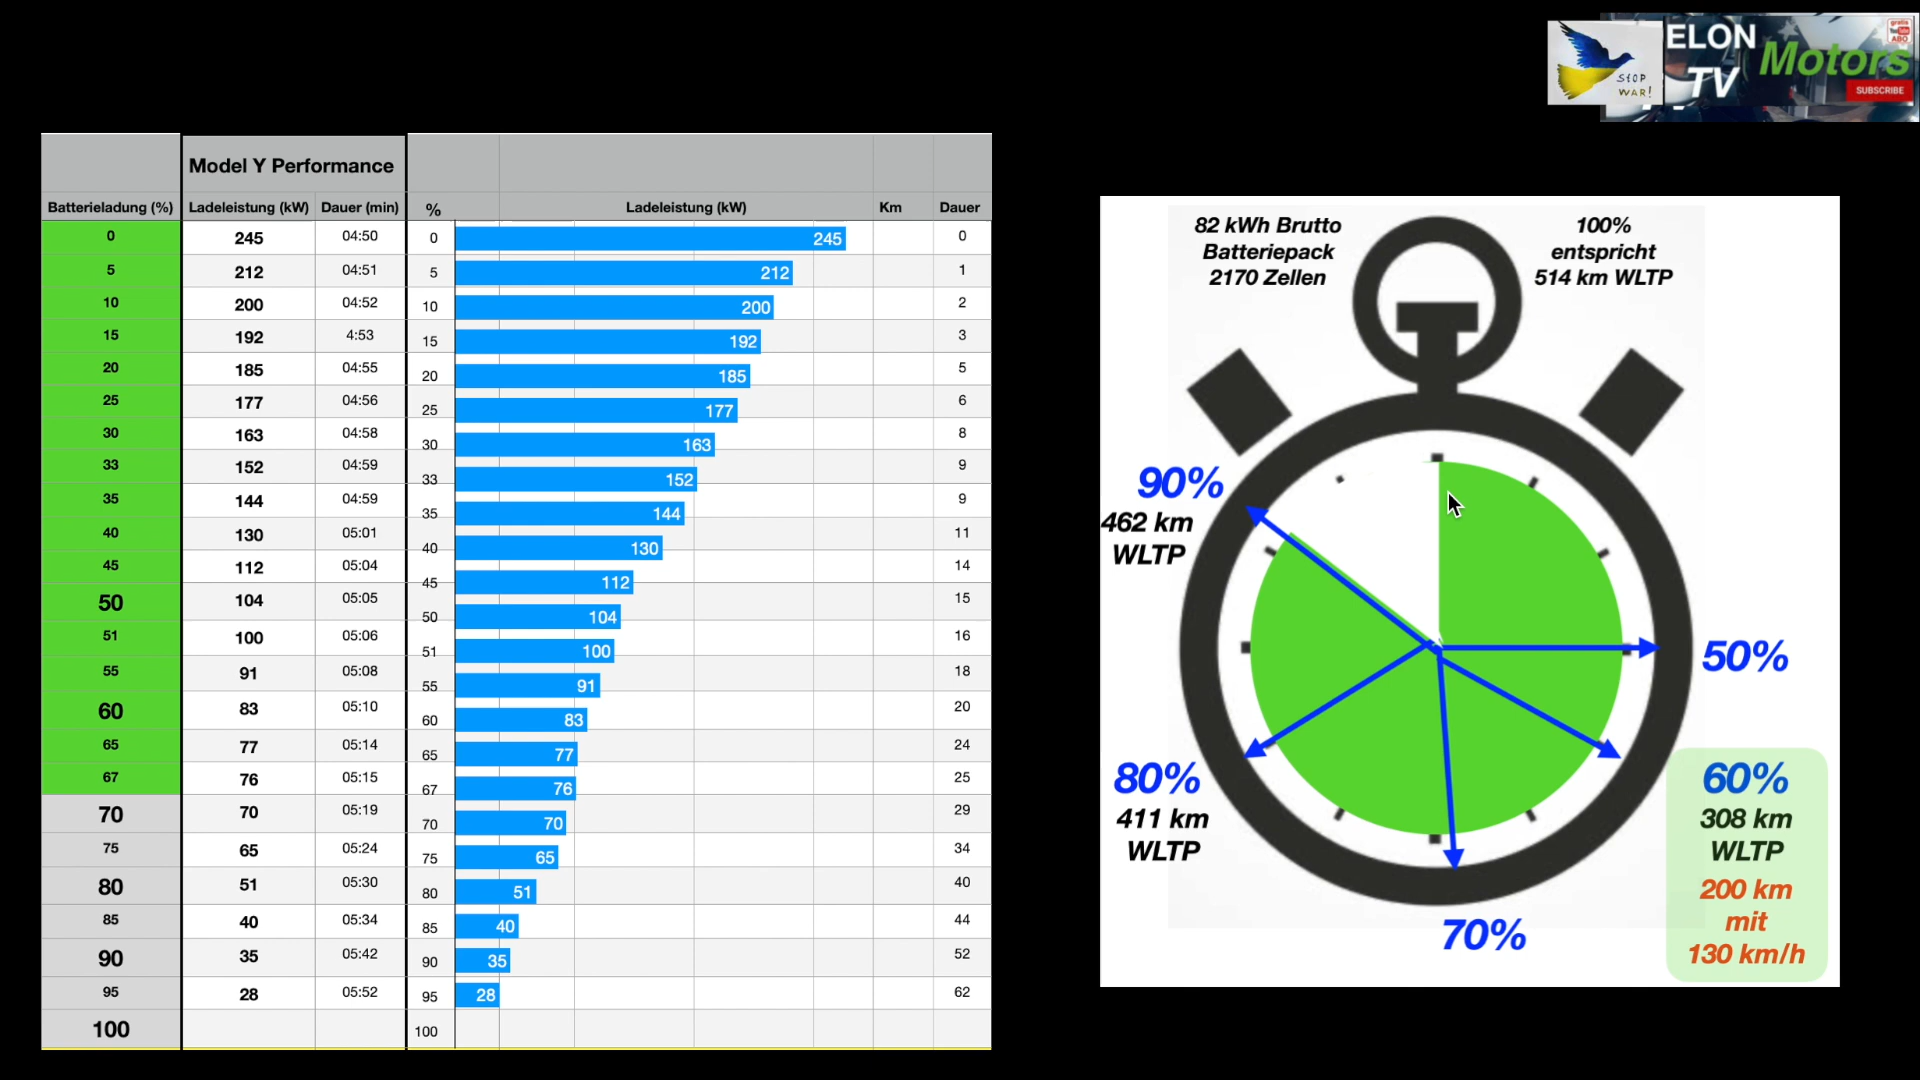 ELON
TV
Motors
gratis
ABO
SUBSCRIBE
StOP
WAR!
Model Y Performance
Batterieladung (%) Ladeleistung (kW) Dauer (min) % Ladeleistung (kW) Km Dauer
0 245 04:50 0 245 0
5 212 04:51 5 212 1
10 200 04:52 10 200 2
15 192 4:53 15 192 3
20 185 04:55 20 185 5
25 177 04:56 25 177 6
30 163 04:58 30 163 8
33 152 04:59 33 152 9
35 144 04:59 35 144 9
40 130 05:01 40 130 11
45 112 05:04 45 112 14
50 104 05:05 50 104 15
51 100 05:06 51 100 16
55 91 05:08 55 91 18
60 83 05:10 60 83 20
65 77 05:14 65 77 24
67 76 05:15 67 76 25
70 70 05:19 70 70 29
75 65 05:24 75 65 34
80 51 05:30 80 51 40
85 40 05:34 85 40 44
90 35 05:42 90 35 52
95 28 05:52 95 28 62
100 100
82 kWh Brutto
Batteriepack
2170 Zellen
100%
entspricht
514 km WLTP
90%
462 km
WLTP
50%
80%
411 km
WLTP
60%
308 km
WLTP
200 km
mit
130 km/h
70%